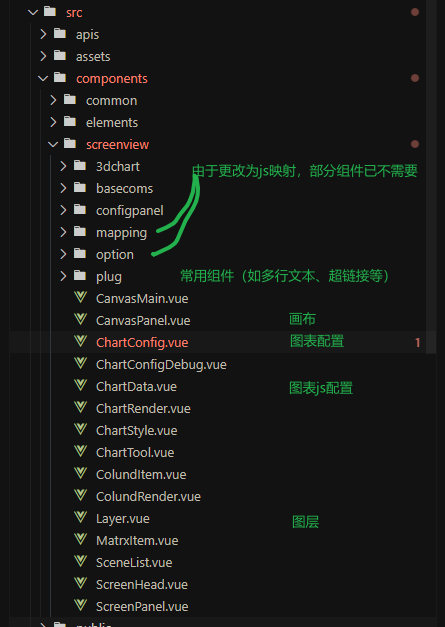 src
apis
assets
components
common
elements
screenview
3dchart 由于更改为js映射，部分组件已不需要
basecoms
configpanel
mapping
option
plug 常用组件（如多行文本、超链接等）
CanvasMain.vue
CanvasPanel.vue 画布
ChartConfig.vue 图表配置 1
ChartConfigDebug.vue
ChartData.vue 图表js配置
ChartRender.vue
ChartStyle.vue
ChartTool.vue
ColundItem.vue
ColundRender.vue
Layer.vue 图层
MatrxItem.vue
SceneList.vue
ScreenHead.vue
ScreenPanel.vue
public